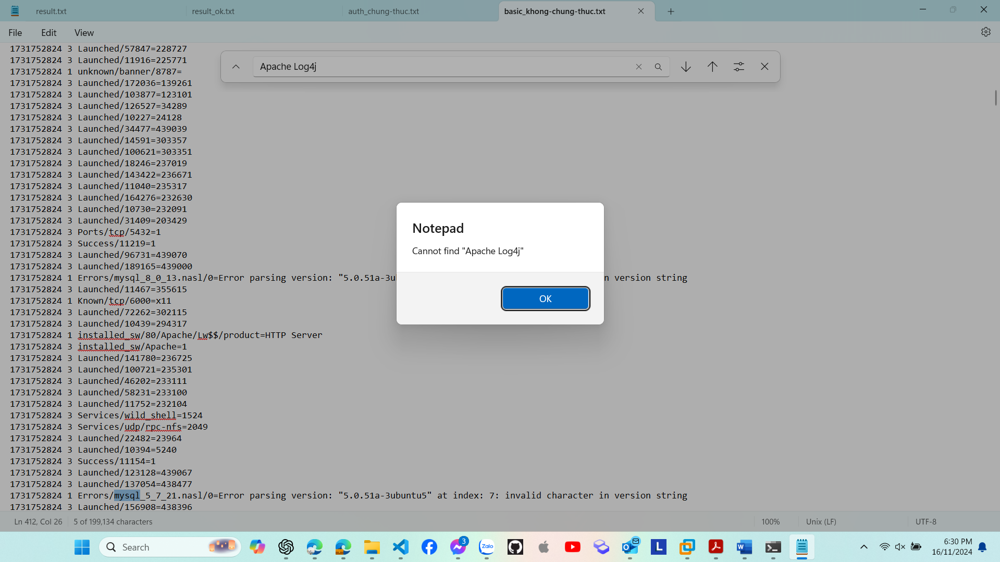 result.txt
result_ok.txt
auth_chung-thuc.txt
basic_khong-chung-thuc.txt
File Edit View
Apache Log4j
1731752824 3 Launched/57847=228727
1731752824 3 Launched/11916=225771
1731752824 1 unknown/banner/8787=
1731752824 3 Launched/172036=139261
1731752824 3 Launched/103877=123101
1731752824 3 Launched/126527=34289
1731752824 3 Launched/10227=24128
1731752824 3 Launched/34477=439039
1731752824 3 Launched/14591=303357
1731752824 3 Launched/100621=303351
1731752824 3 Launched/18246=237019
1731752824 3 Launched/143422=236671
1731752824 3 Launched/11040=235317
1731752824 3 Launched/164276=232630
1731752824 3 Launched/10730=232091
1731752824 3 Launched/31409=203429
1731752824 3 Ports/tcp/5432=1
1731752824 3 Success/11219=1
1731752824 3 Launched/96731=439070
1731752824 3 Launched/189165=439000
1731752824 1 Errors/mysql_8_0_13.nasl/0=Error parsing version: "5.0.51a-3ub n version string
1731752824 3 Launched/11467=355615
1731752824 1 Known/tcp/6000=x11
1731752824 3 Launched/72262=302115
1731752824 3 Launched/10439=294317
1731752824 1 installed_sw/80/Apache/Lw$$/product=HTTP Server
1731752824 3 installed_sw/Apache=1
1731752824 3 Launched/141780=236725
1731752824 3 Launched/100721=235301
1731752824 3 Launched/46202=233111
1731752824 3 Launched/58231=233100
1731752824 3 Launched/11752=232104
1731752824 3 Services/wild_shell=1524
1731752824 3 Services/udp/rpc-nfs=2049
1731752824 3 Launched/22482=23964
1731752824 3 Launched/10394=5240
1731752824 3 Success/11154=1
1731752824 3 Launched/123128=439067
1731752824 3 Launched/137054=438477
1731752824 1 Errors/mysql_5_7_21.nasl/0=Error parsing version: "5.0.51a-3ubuntu5" at index: 7: invalid character in version string
1731752824 3 Launched/156908=438396
Notepad
Cannot find "Apache Log4j"
OK
Ln 412, Col 26
5 of 199,134 characters
100%
Unix (LF)
UTF-8
Search
3
Zalo
L
6:30 PM
16/11/2024